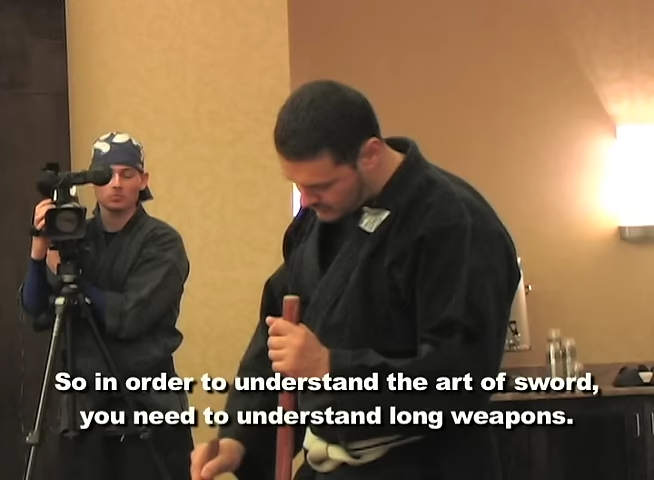 So in order to understand the art of sword,
you need to understand long weapons.